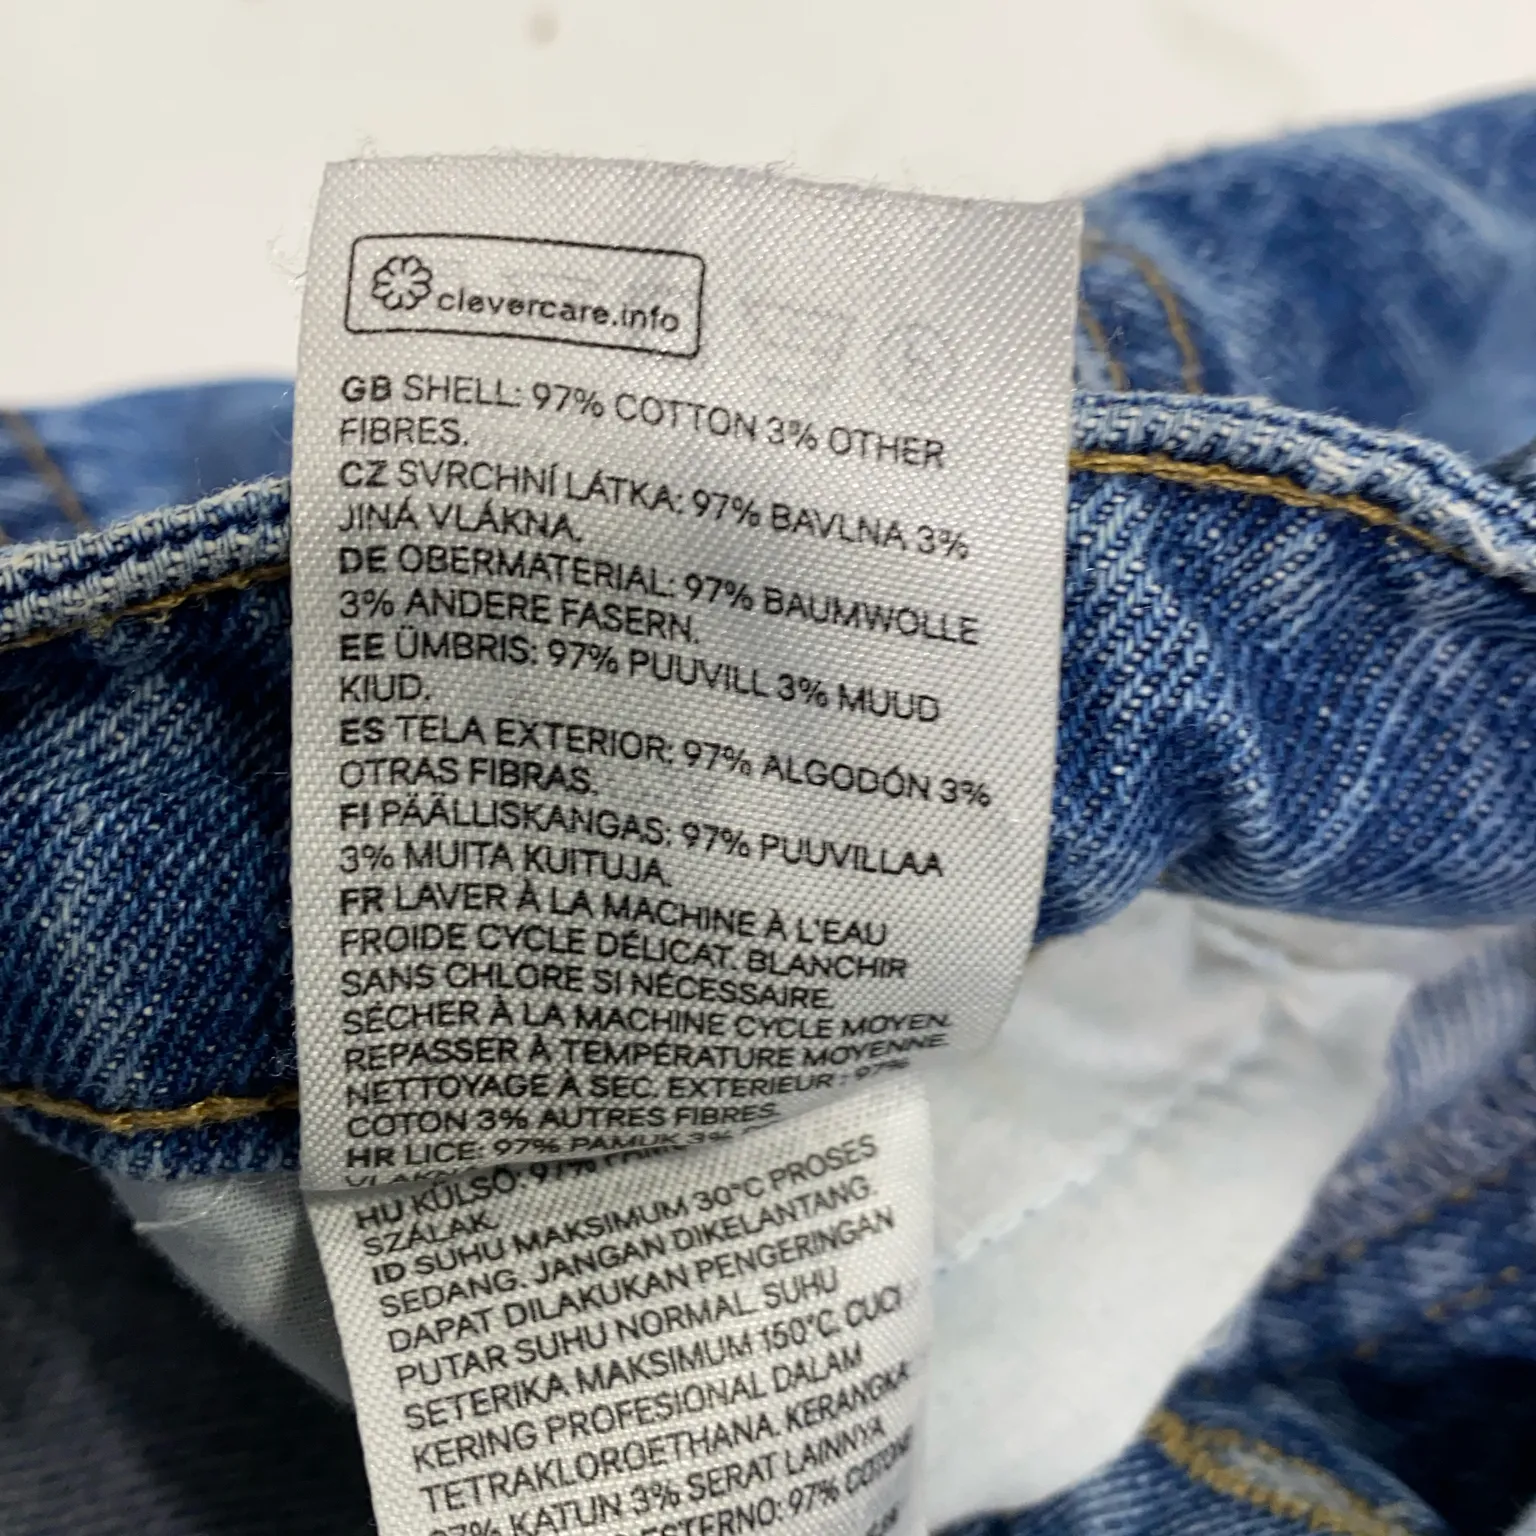 clevercare.info
GB SHELL: 97% COTTON 3% OTHER
FIBRES.
CZ SVRCHNÍ LÁTKA: 97% BAVLNA 3%
JINÁ VLÁKNA.
DE OBERMATERIAL: 97% BAUMWOLLE
3% ANDERE FASERN.
EE ÜMBRIS: 97% PUUVILL 3% MUUD
KIUD.
ES TELA EXTERIOR: 97% ALGODÓN 3%
OTRAS FIBRAS.
FI PÄÄLLISKANGAS: 97% PUUVILLAA
3% MUITA KUITUJA.
FR LAVER À LA MACHINE À L'EAU
FROIDE CYCLE DÉLICAT. BLANCHIR
SANS CHLORE SI NÉCESSAIRE.
SÉCHER À LA MACHINE CYCLE MOYEN.
REPASSER À TEMPÉRATURE MOYENNE.
NETTOYAGE À SEC. EXTERIEUR : 97%
COTON 3% AUTRES FIBRES.
HR LICE: 97% PAMUK 3%
HU KÜLSŐ: 97%
SZÁLAK.
ID SUHU MAKSIMUM 30°C PROSES
SEDANG. JANGAN DIKELANTANG.
DAPAT DILAKUKAN PENGERINGAN
PUTAR SUHU NORMAL. SUHU
SETERIKA MAKSIMUM 150°C. CUCI
KERING PROFESIONAL DALAM
TETRAKLOROETHANA. KERANGKA:
97% KATUN 3% SERAT LAINNYA
ESTERNO: 97% COTONE